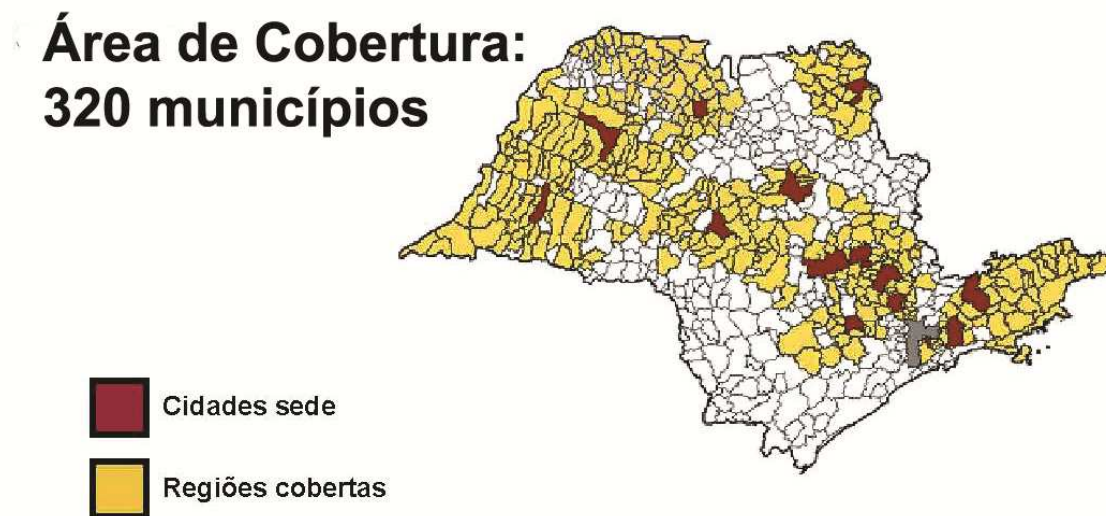 Área de Cobertura:
320 municípios
Cidades sede
Regiões cobertas